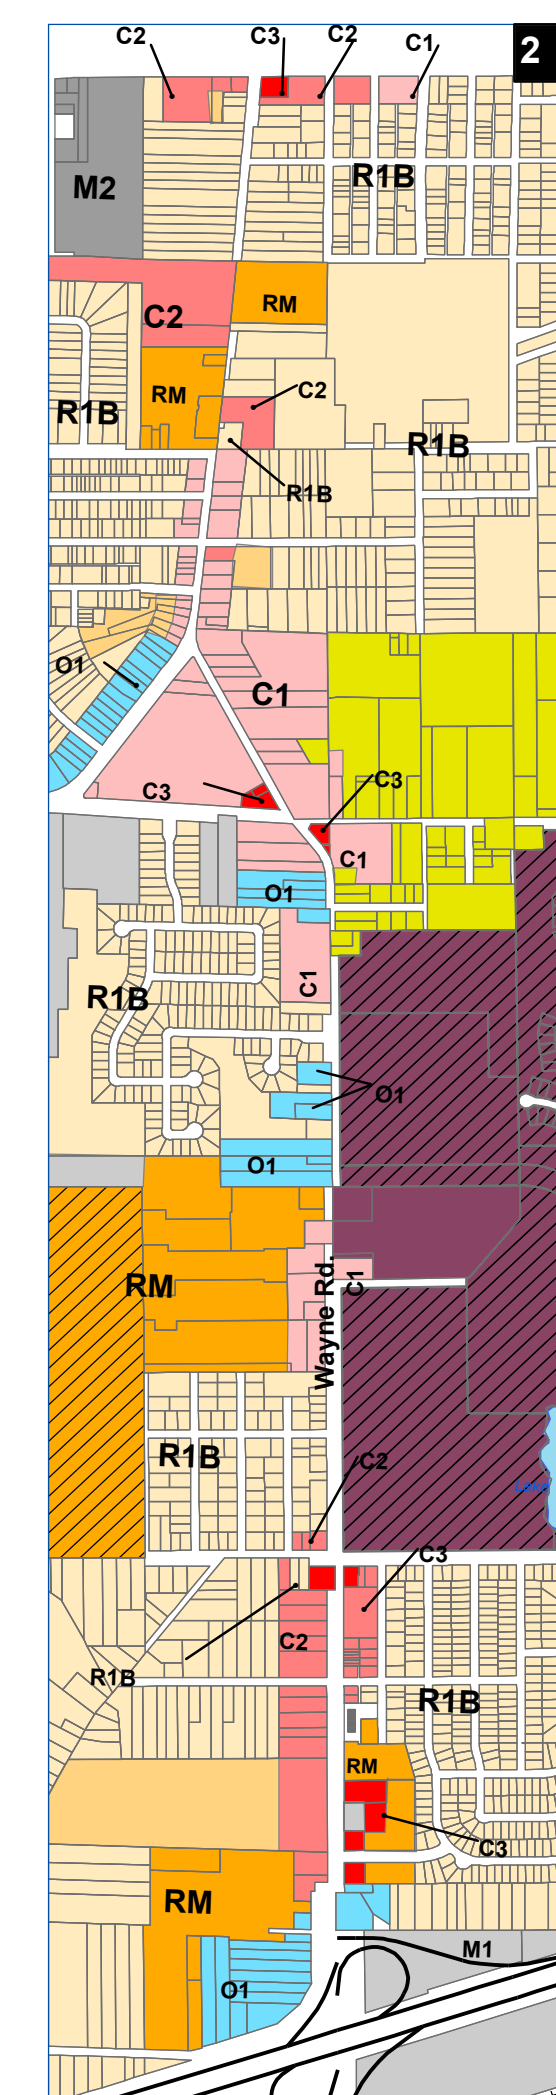 C2 C3 C2 C1 2
R1B
M2
RM
C2
RM
C2
R1B
R1B
R1B
O1
C1
C3
C3
C1
O1
C1
R1B
O1
O1
RM
C1
Wayne Rd.
R1B
C2
Lake
C3
C2
R1B
R1B
RM
C3
RM
M1
O1